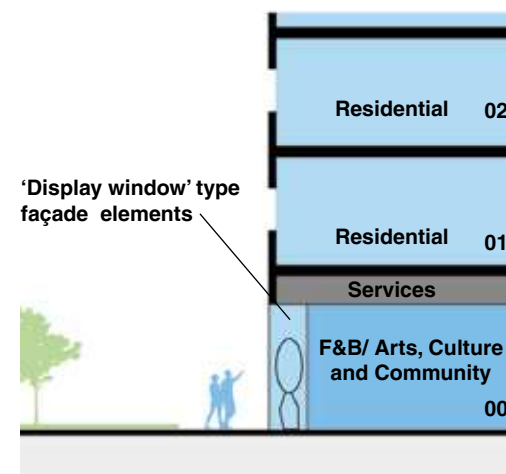 Residential 02
‘Display window’ type
façade elements
Residential 01
Services
F&B/ Arts, Culture
and Community
00